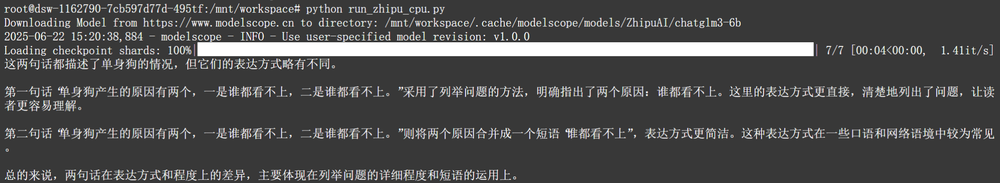 root@dsw-1162790-7cb597d77d-495tf:/mnt/workspace# python run_zhipu_cpu.py
Downloading Model from https://www.modelscope.cn to directory: /mnt/workspace/.cache/modelscope/models/ZhipuAI/chatglm3-6b
2025-06-22 15:20:38,884 - modelscope - INFO - Use user-specified model revision: v1.0.0
Loading checkpoint shards: 100%|██████████| 7/7 [00:04<00:00,  1.41it/s]
这两句话都描述了单身狗的情况，但它们的表达方式略有不同。
第一句话“单身狗产生的原因有两个，一是谁都看不上，二是谁都看不上。”采用了列举问题的方法，明确指出了两个原因：谁都看不上。这里的表达方式更直接，清楚地列出了问题，让读
者更容易理解。
第二句话“单身狗产生的原因有两个，一是谁都看不上，二是谁都看不上。”则将两个原因合并成一个短语“谁都看不上”，表达方式更简洁。这种表达方式在一些口语和网络语境中较为常见
。
总的来说，两句话在表达方式和程度上的差异，主要体现在列举问题的详细程度和短语的运用上。